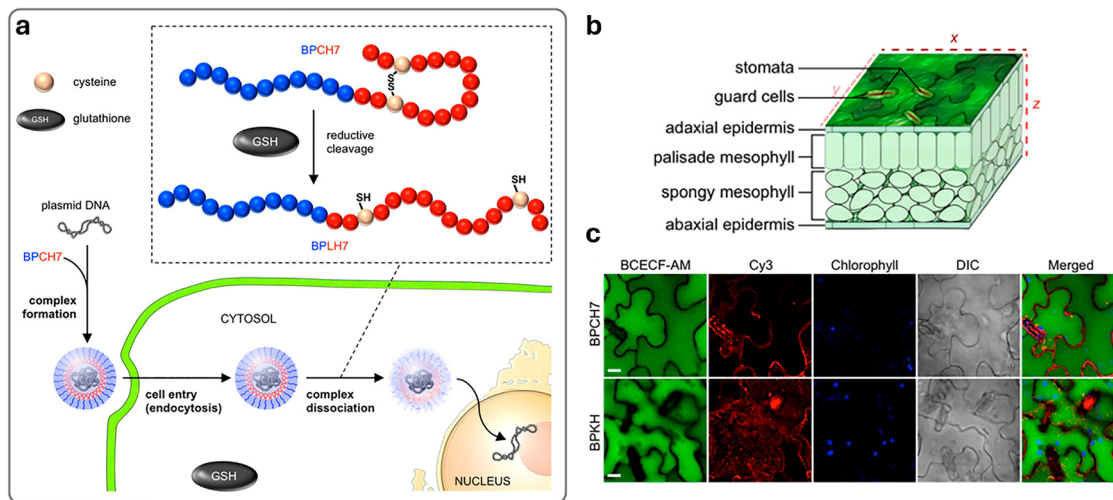 a
BPCH7
cysteine
GSH
glutathione
S
S
GSH
reductive
cleavage
SH
SH
BPLH7
plasmid DNA
BPCH7
complex
formation
CYTOSOL
cell entry
(endocytosis)
complex
dissociation
GSH
NUCLEUS
b
x
y
z
stomata
guard cells
adaxial epidermis
palisade mesophyll
spongy mesophyll
abaxial epidermis
c
BCECF-AM Cy3 Chlorophyll DIC Merged
BPCH7
BPKH